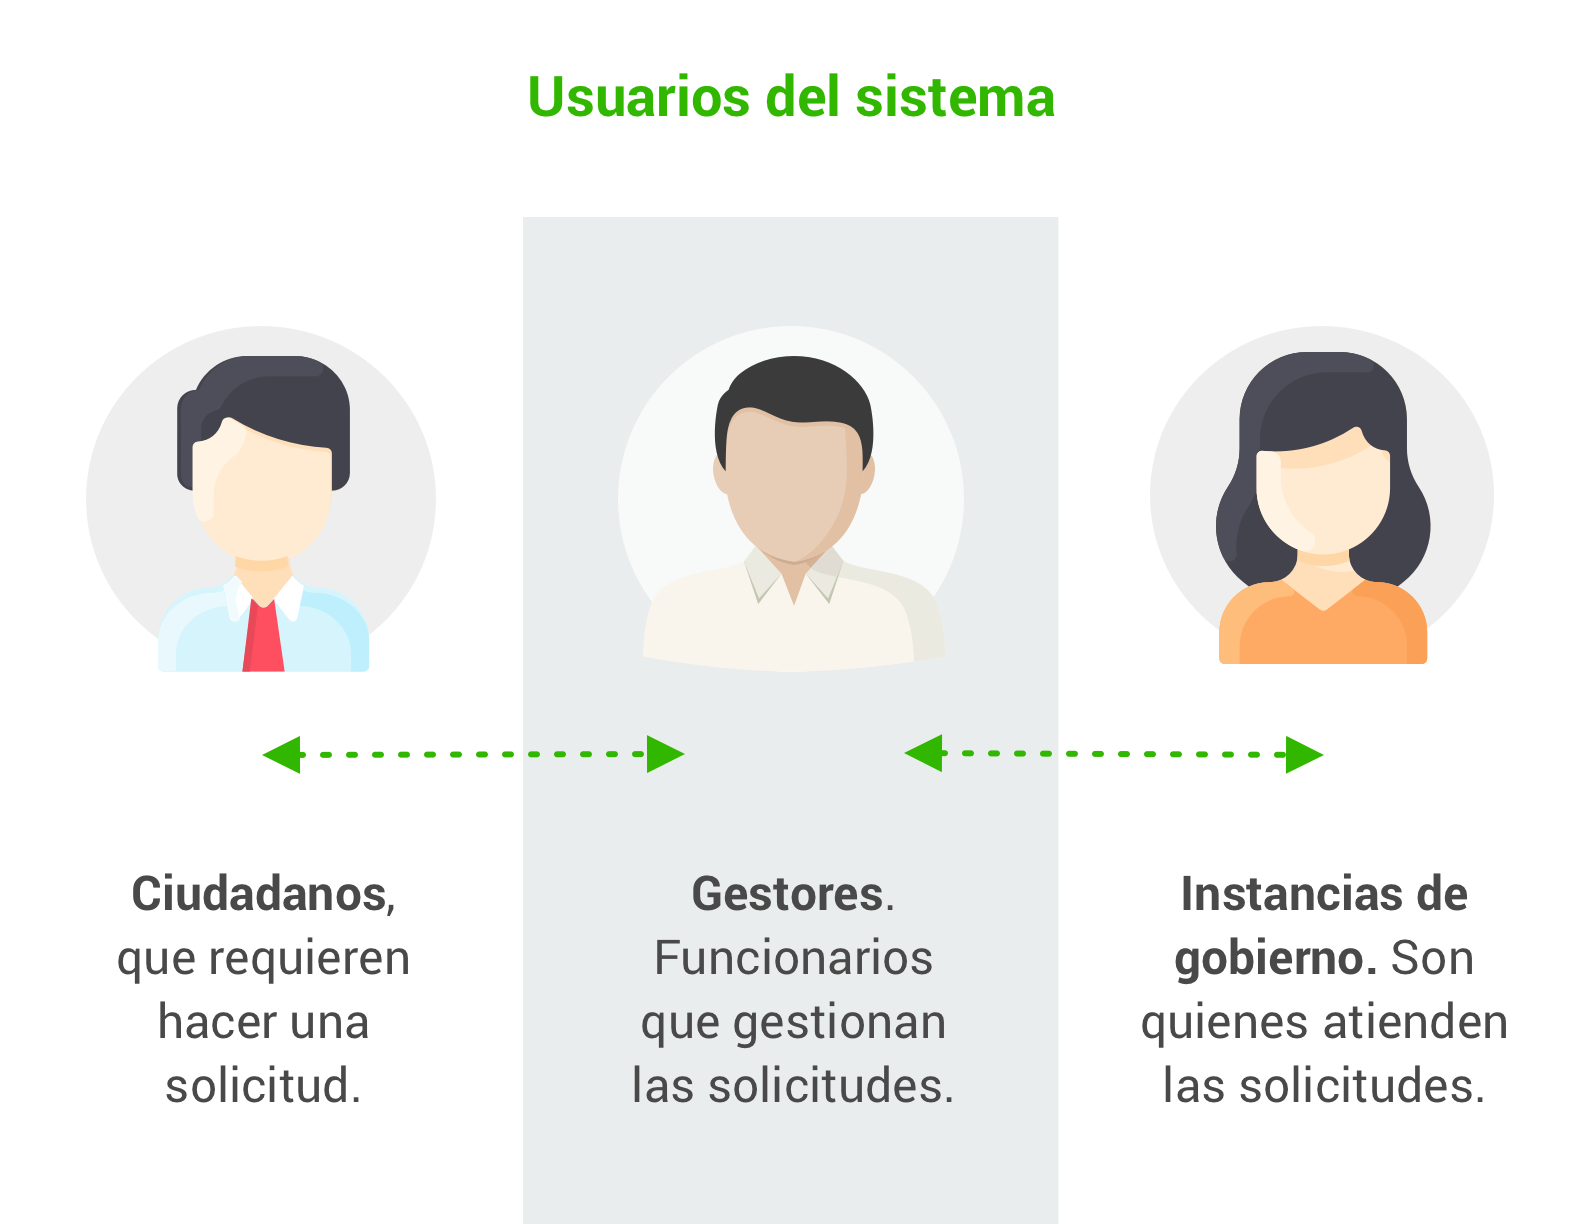 Usuarios del sistema
Ciudadanos,
que requieren
hacer una
solicitud.
Gestores.
Funcionarios
que gestionan
las solicitudes.
Instancias de
gobierno. Son
quienes atienden
las solicitudes.